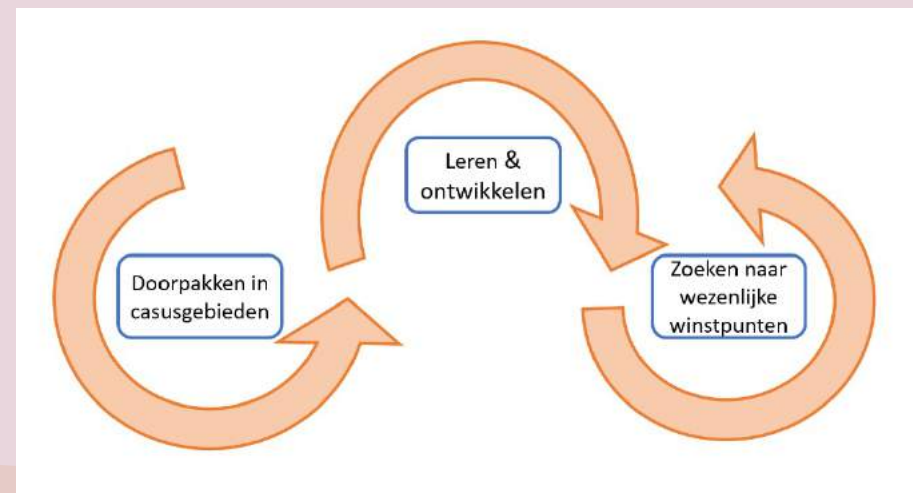 Doorpakken in
casusgebieden
Leren &
ontwikkelen
Zoeken naar
wezenlijke
winstpunten